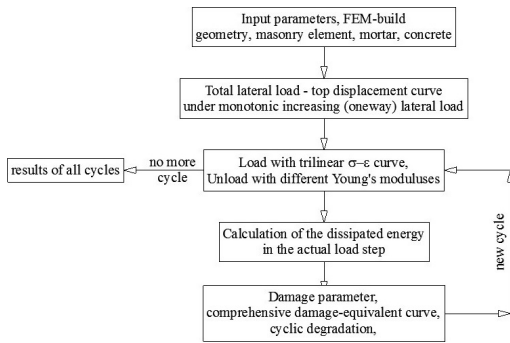 Input parameters, FEM-build
geometry, masonry element, mortar, concrete
Total lateral load - top displacement curve
under monotonic increasing (oneway) lateral load
Load with trilinear σ–ε curve,
Unload with different Young's moduluses
no more
cycle
results of all cycles
Calculation of the dissipated energy
in the actual load step
Damage parameter,
comprehensive damage-equivalent curve,
cyclic degradation,
new cycle